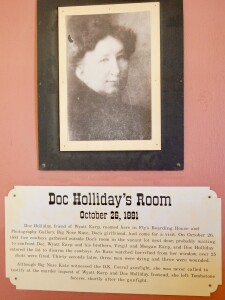 Doc Holliday's Room
October 26, 1881
Doc Holliday, friend of Wyatt Earp, roomed here in Fly's Boarding House and
Photography Gallery. Big Nose Kate, Doc's girlfriend, had come for a visit. On October 26,
1881, two cowboys gathered outside Doc's room in the vacant lot next door, probably waiting
to confront Doc. Wyatt Earp and his brothers, Virgil and Morgan Earp, and Doc Holliday
entered the lot to disarm the cowboys. As Kate watched horrified from her window, over 25
shots were fired. Thirty seconds later, three men were dying and three were wounded.
Although Big Nose Kate witnessed the OK Corral gunfight, she was never called to
testify at the murder inquest of Wyatt Earp and Doc Holliday. Instead, she left Tombstone
forever, shortly after the gunfight.